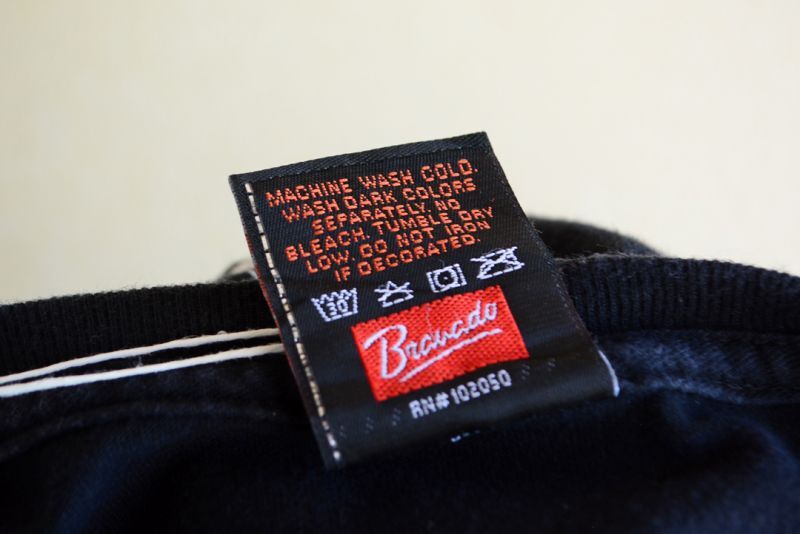 MACHINE WASH COLD.
WASH DARK COLORS
SEPARATELY. NO
BLEACH. TUMBLE DRY
LOW. DO NOT IRON
IF DECORATED.
30
Bravado
RN#102050